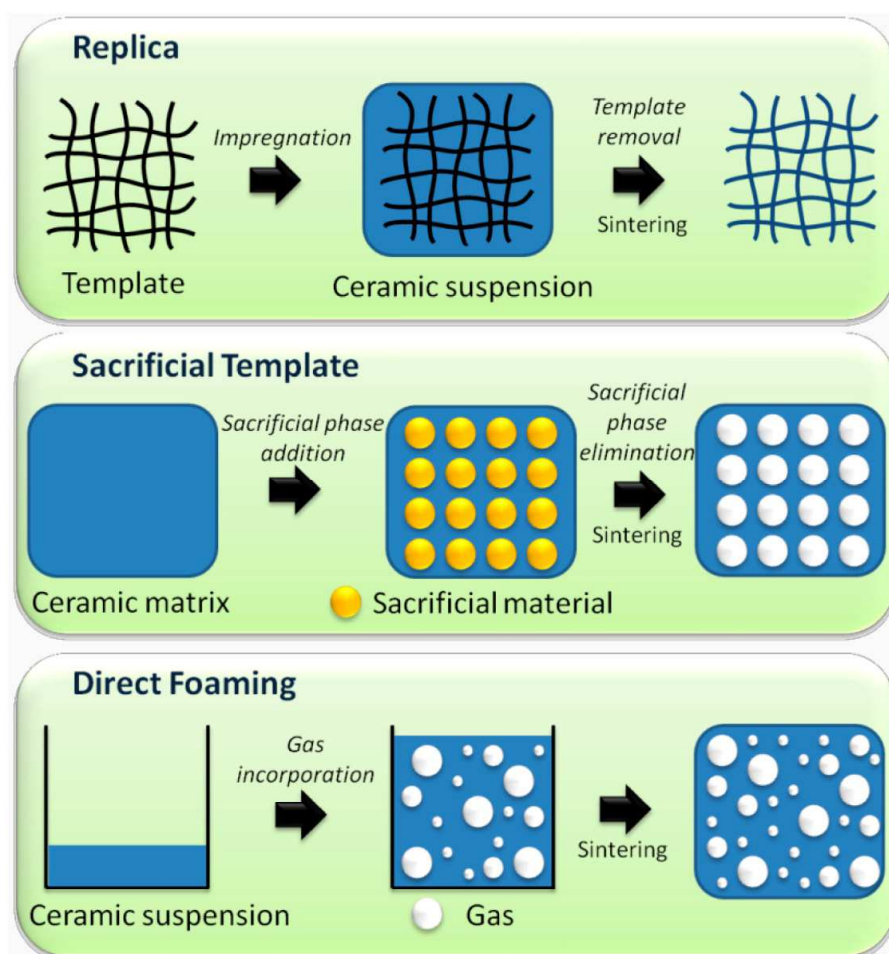 Replica
Impregnation
Template
removal
Sintering
Template
Ceramic suspension
Sacrificial Template
Sacrificial phase
addition
Sacrificial
phase
elimination
Sintering
Ceramic matrix
Sacrificial material
Direct Foaming
Gas
incorporation
Sintering
Ceramic suspension
Gas